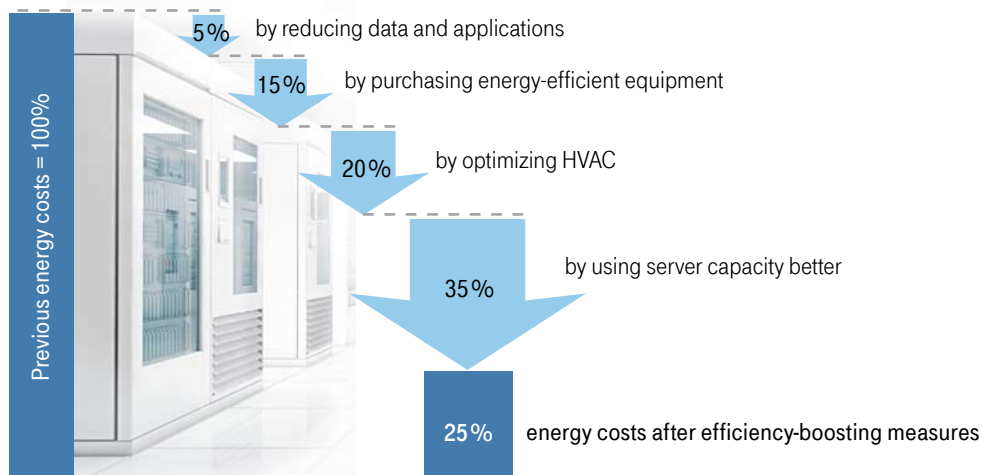 Previous energy costs = 100%
5% by reducing data and applications
15% by purchasing energy-efficient equipment
20% by optimizing HVAC
35% by using server capacity better
25% energy costs after efficiency-boosting measures